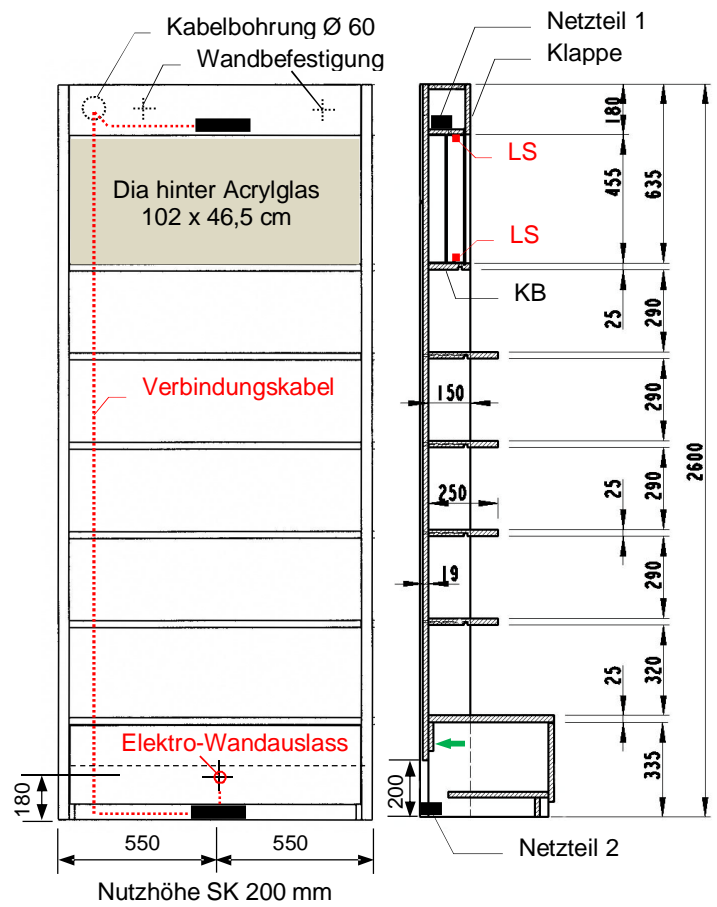 Kabelbohrung Ø 60
Wandbefestigung
Netzteil 1
Klappe
Dia hinter Acrylglas
102 x 46,5 cm
LS
LS
KB
180
455
635
25
290
Verbindungskabel
150
290
250
25
290
2600
19
290
25
320
Elektro-Wandauslass
180
200
335
550
550
Netzteil 2
Nutzhöhe SK 200 mm